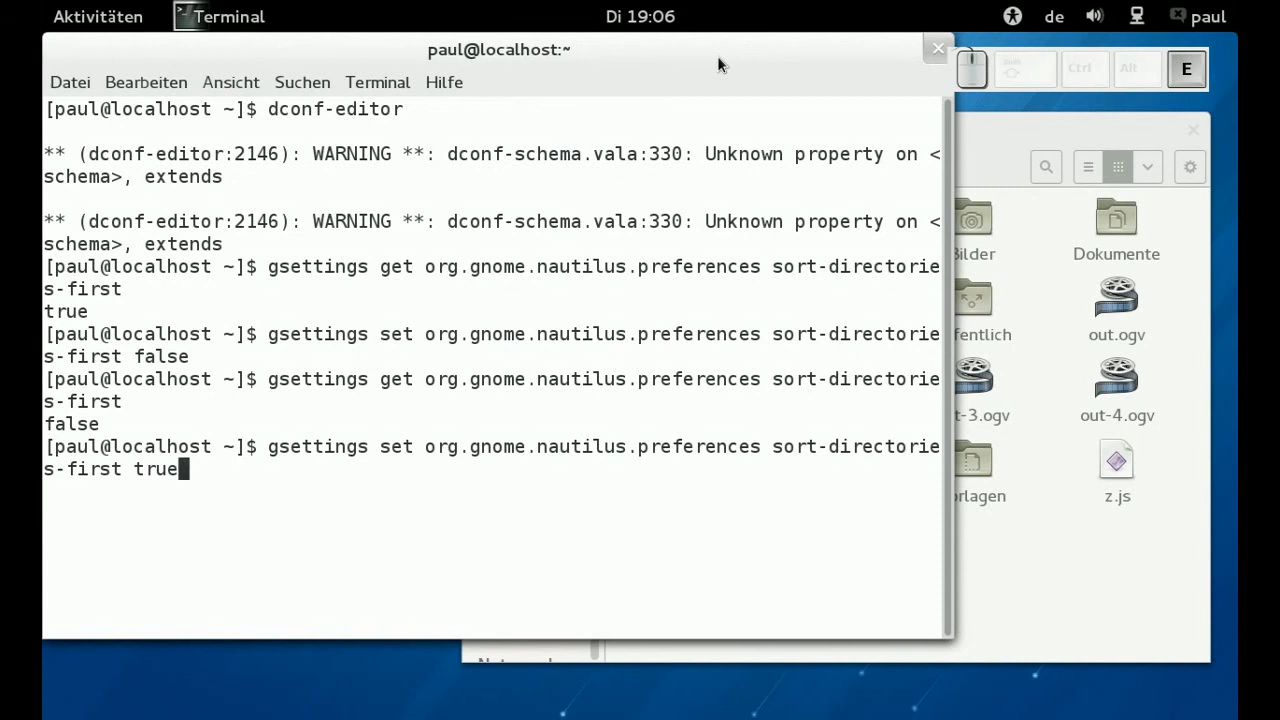 Aktivitäten Terminal Di 19:06 de paul
paul@localhost:~
Datei Bearbeiten Ansicht Suchen Terminal Hilfe
Ctrl Alt E
[paul@localhost ~]$ dconf-editor
** (dconf-editor:2146): WARNING **: dconf-schema.vala:330: Unknown property on <
schema>, extends
** (dconf-editor:2146): WARNING **: dconf-schema.vala:330: Unknown property on <
schema>, extends
[paul@localhost ~]$ gsettings get org.gnome.nautilus.preferences sort-directorie
s-first
true
[paul@localhost ~]$ gsettings set org.gnome.nautilus.preferences sort-directorie
s-first false
[paul@localhost ~]$ gsettings get org.gnome.nautilus.preferences sort-directorie
s-first
false
[paul@localhost ~]$ gsettings set org.gnome.nautilus.preferences sort-directorie
s-first true
Bilder Dokumente
fentlich out.ogv
t-3.ogv out-4.ogv
orlagen z.js